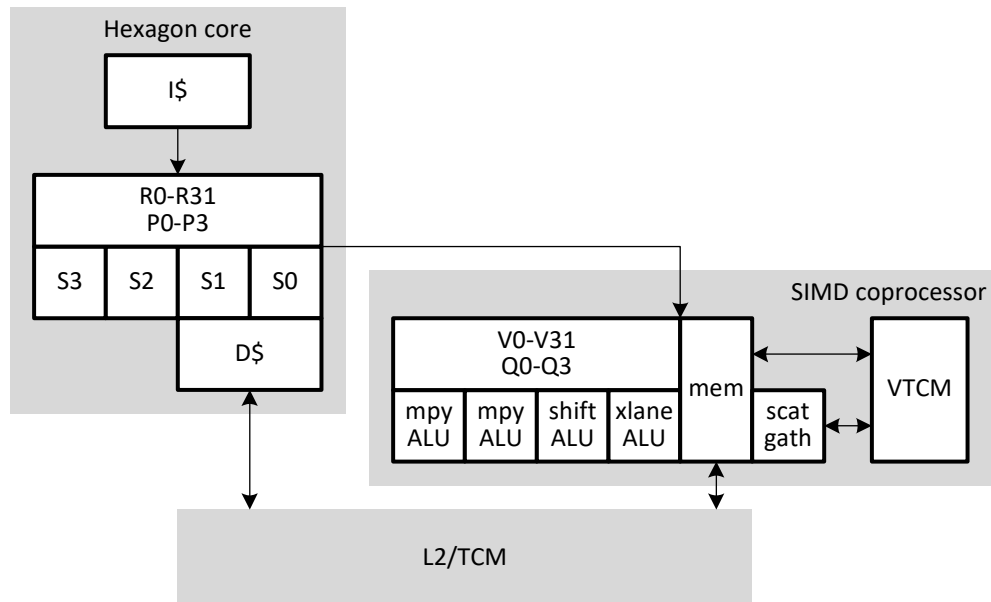 Hexagon core
I$
R0-R31
P0-P3
S3
S2
S1
S0
D$
SIMD coprocessor
V0-V31
Q0-Q3
mpy
ALU
mpy
ALU
shift
ALU
xlane
ALU
mem
scat
gath
VTCM
L2/TCM